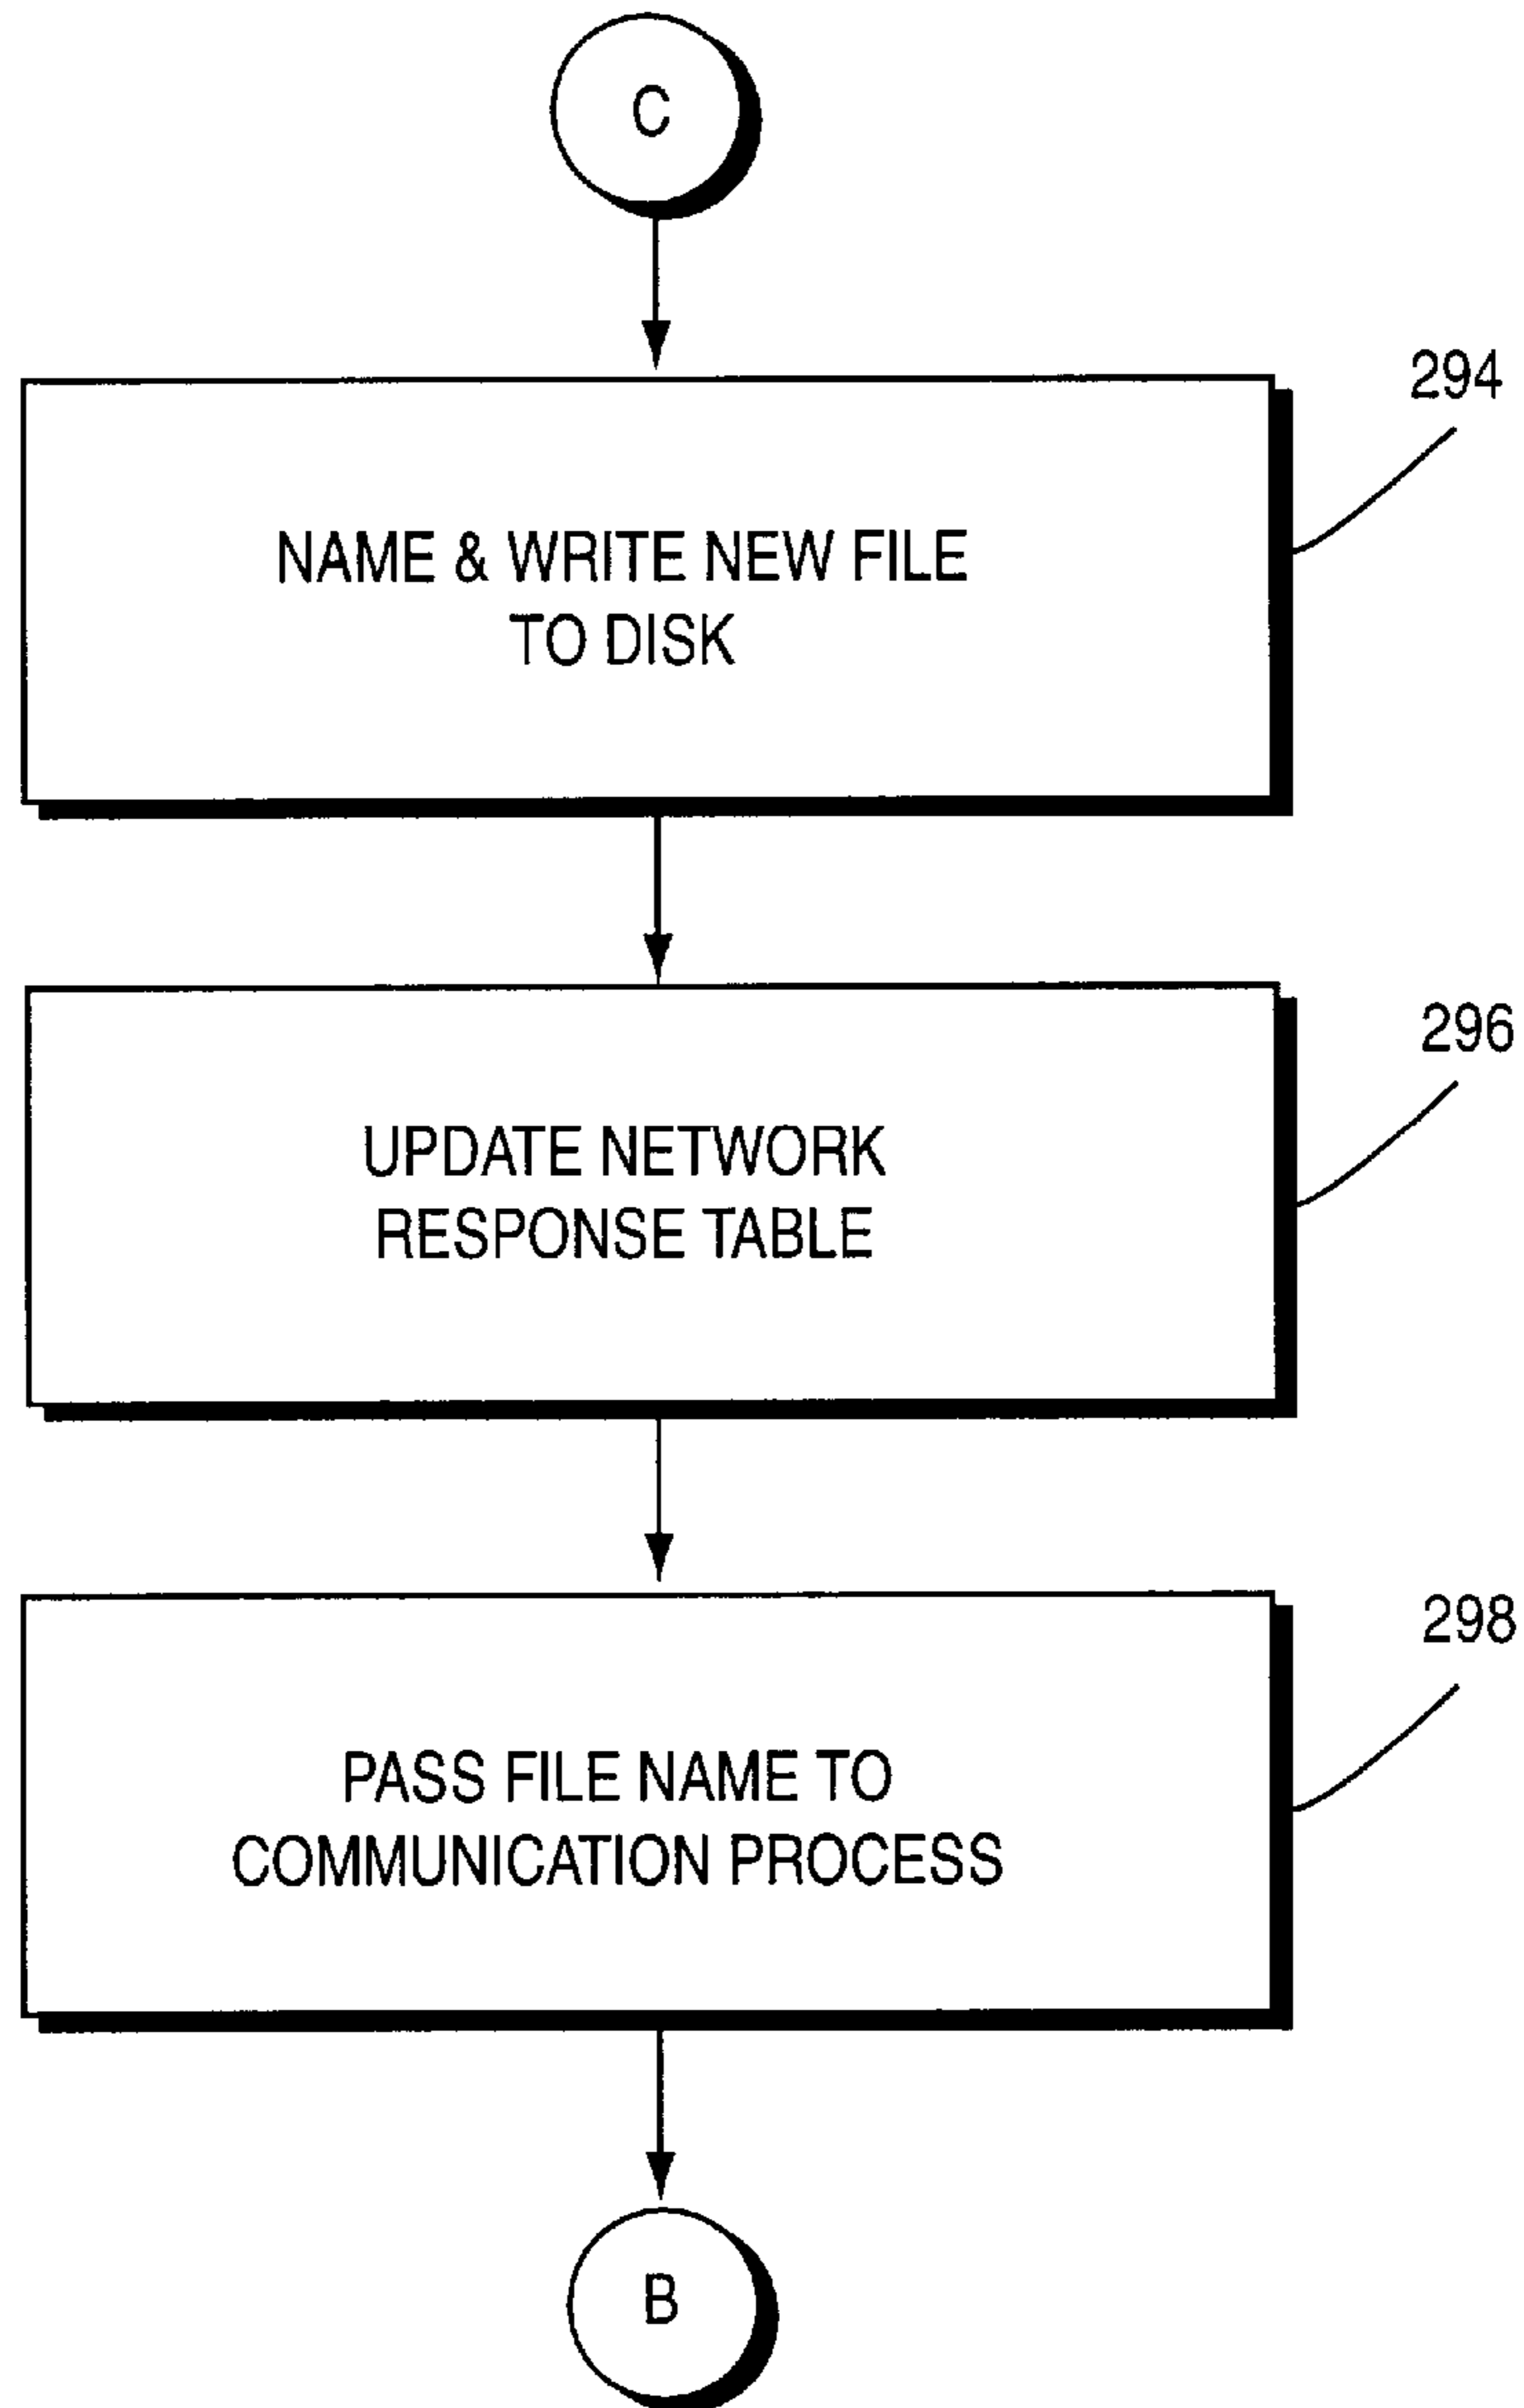 C
294
NAME & WRITE NEW FILE
TO DISK
296
UPDATE NETWORK
RESPONSE TABLE
298
PASS FILE NAME TO
COMMUNICATION PROCESS
B